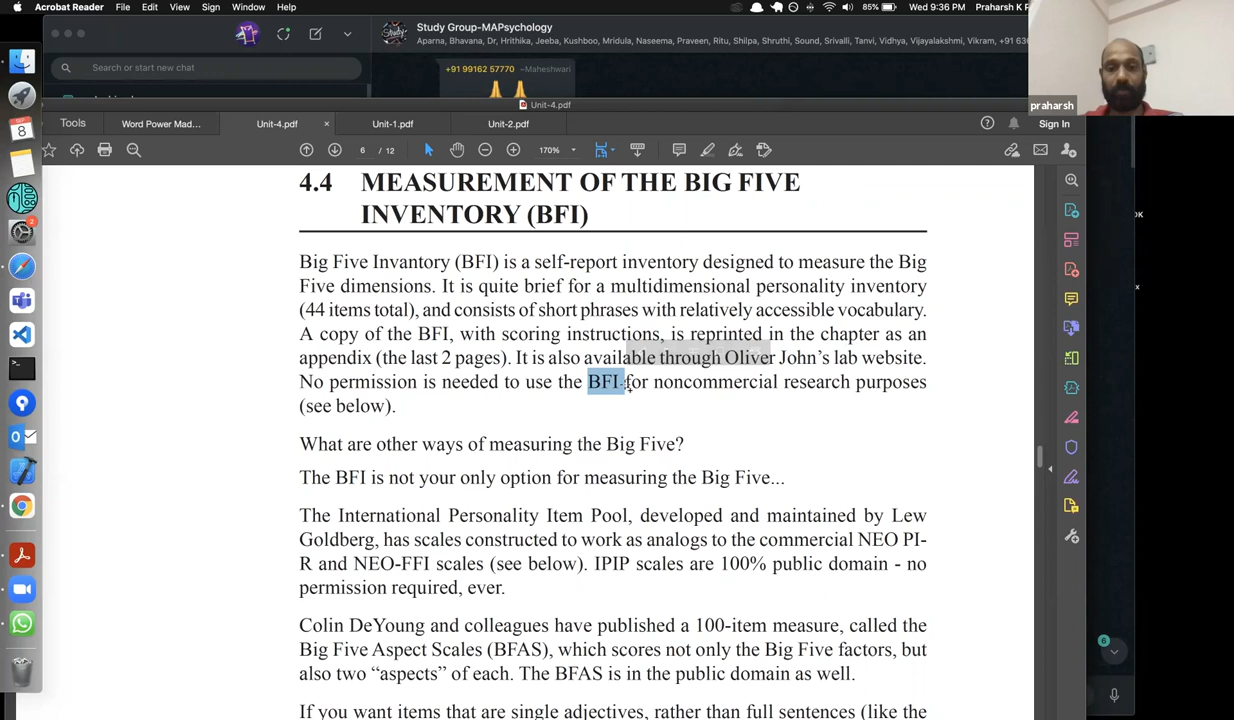 Acrobat Reader File Edit View Sign Window Help 85% Wed 9:36 PM Praharsh K P
Study Group-MAPsychology
Aparna, Bhavana, Dr, Hrithika, Jeeba, Kushboo, Mridula, Naseema, Praveen, Ritu, Shilpa, Shruthi, Sound, Srivalli, Tanvi, Vidhya, Vijayalakshmi, Vikram, +91
Search or start new chat
+91 99162 57770 ~Maheshwari
praharsh
Unit-4.pdf
Tools Word Power Mad... Unit-4.pdf × Unit-1.pdf Unit-2.pdf Sign In
6 / 12 170%
SEP
8
2
4.4 MEASUREMENT OF THE BIG FIVE
INVENTORY (BFI)
Big Five Invantory (BFI) is a self-report inventory designed to measure the Big
Five dimensions. It is quite brief for a multidimensional personality inventory
(44 items total), and consists of short phrases with relatively accessible vocabulary.
A copy of the BFI, with scoring instructions, is reprinted in the chapter as an
appendix (the last 2 pages). It is also available through Oliver John's lab website.
No permission is needed to use the BFI for noncommercial research purposes
(see below).
What are other ways of measuring the Big Five?
The BFI is not your only option for measuring the Big Five...
The International Personality Item Pool, developed and maintained by Lew
Goldberg, has scales constructed to work as analogs to the commercial NEO PI-
R and NEO-FFI scales (see below). IPIP scales are 100% public domain - no
permission required, ever.
Colin DeYoung and colleagues have published a 100-item measure, called the
Big Five Aspect Scales (BFAS), which scores not only the Big Five factors, but
also two "aspects" of each. The BFAS is in the public domain as well.
If you want items that are single adjectives, rather than full sentences (like the
6